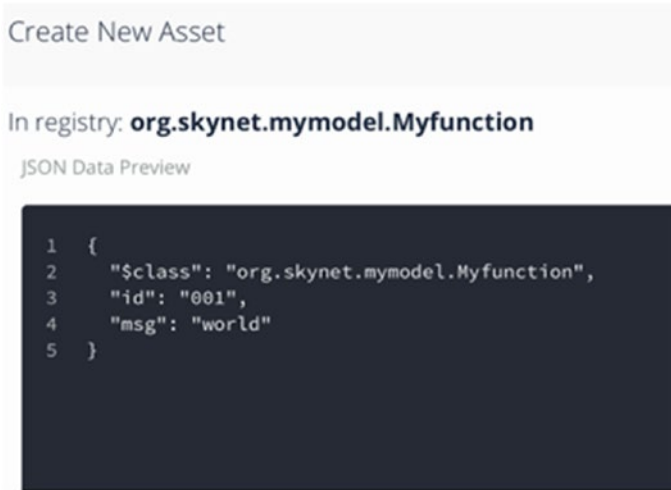 Create New Asset
In registry: org.skynet.mymodel.Myfunction
JSON Data Preview
1 {
2 "$class": "org.skynet.mymodel.Myfunction",
3 "id": "001",
4 "msg": "world"
5 }